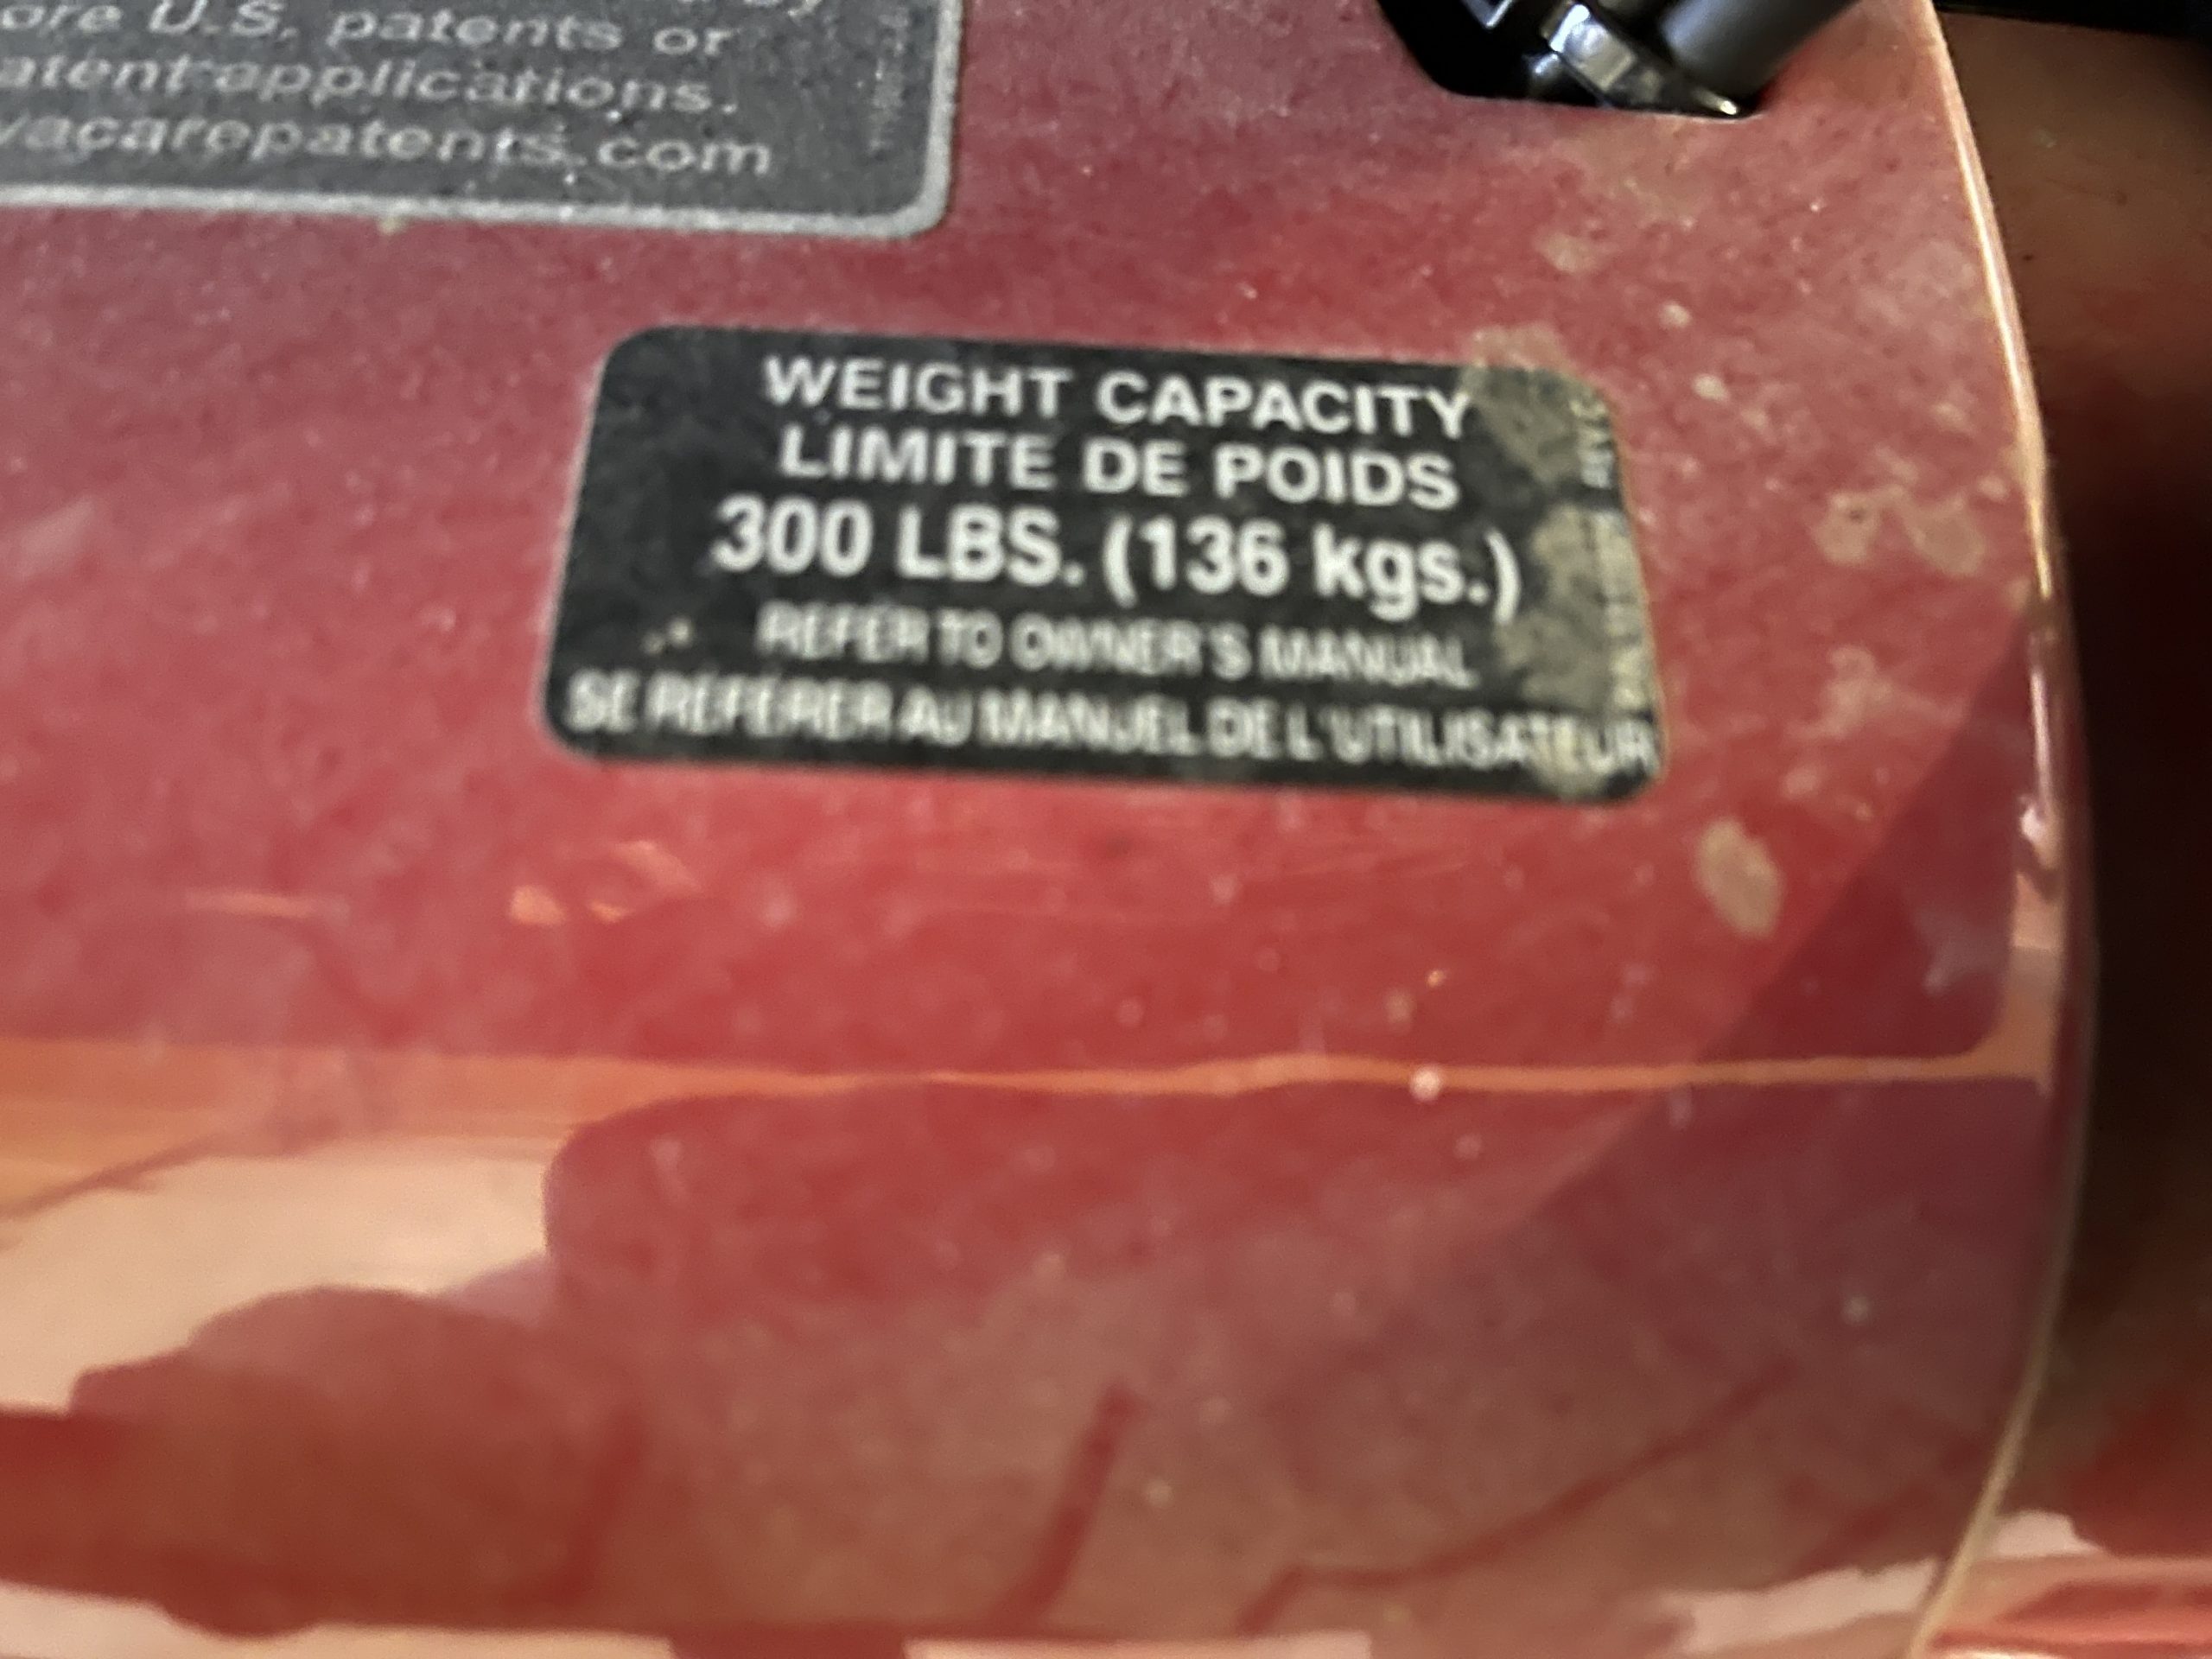 ore U.S. patents or
atent applications.
vacarepatents.com
WEIGHT CAPACITY
LIMITE DE POIDS
300 LBS. (136 kgs.)
REFER TO OWNER'S MANUAL
SE RÉFÉRER AU MANUEL DE L'UTILISATEUR